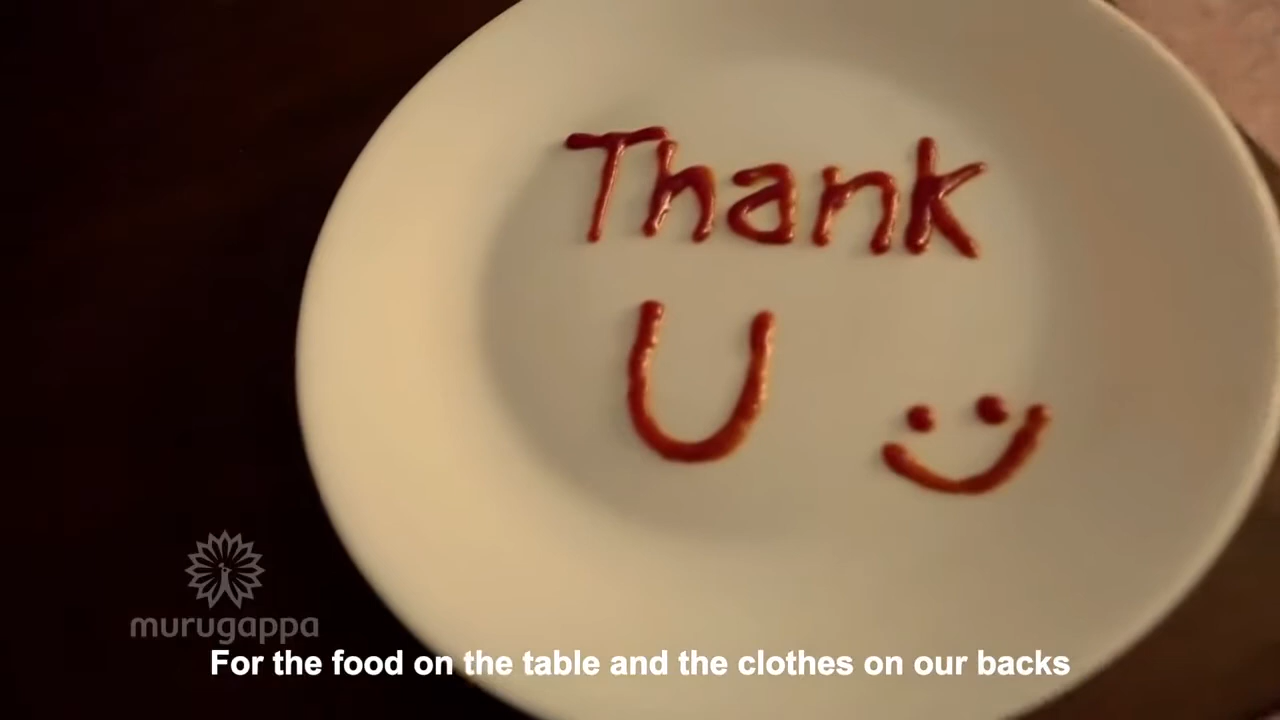 Thank
U
murugappa
For the food on the table and the clothes on our backs